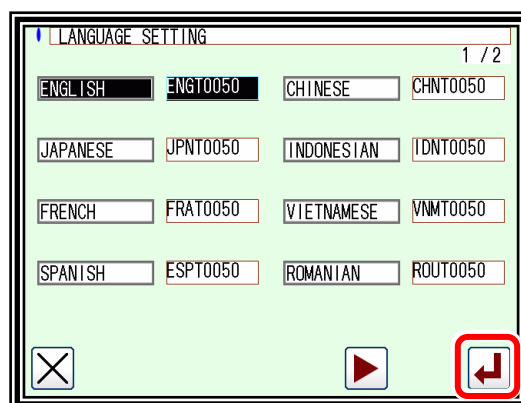 LANGUAGE SETTING
1 / 2
ENGLISH ENGT0050 CHINESE CHNT0050
JAPANESE JPNT0050 INDONESIAN IDNT0050
FRENCH FRAT0050 VIETNAMESE VNMT0050
SPANISH ESPT0050 ROMANIAN ROUT0050